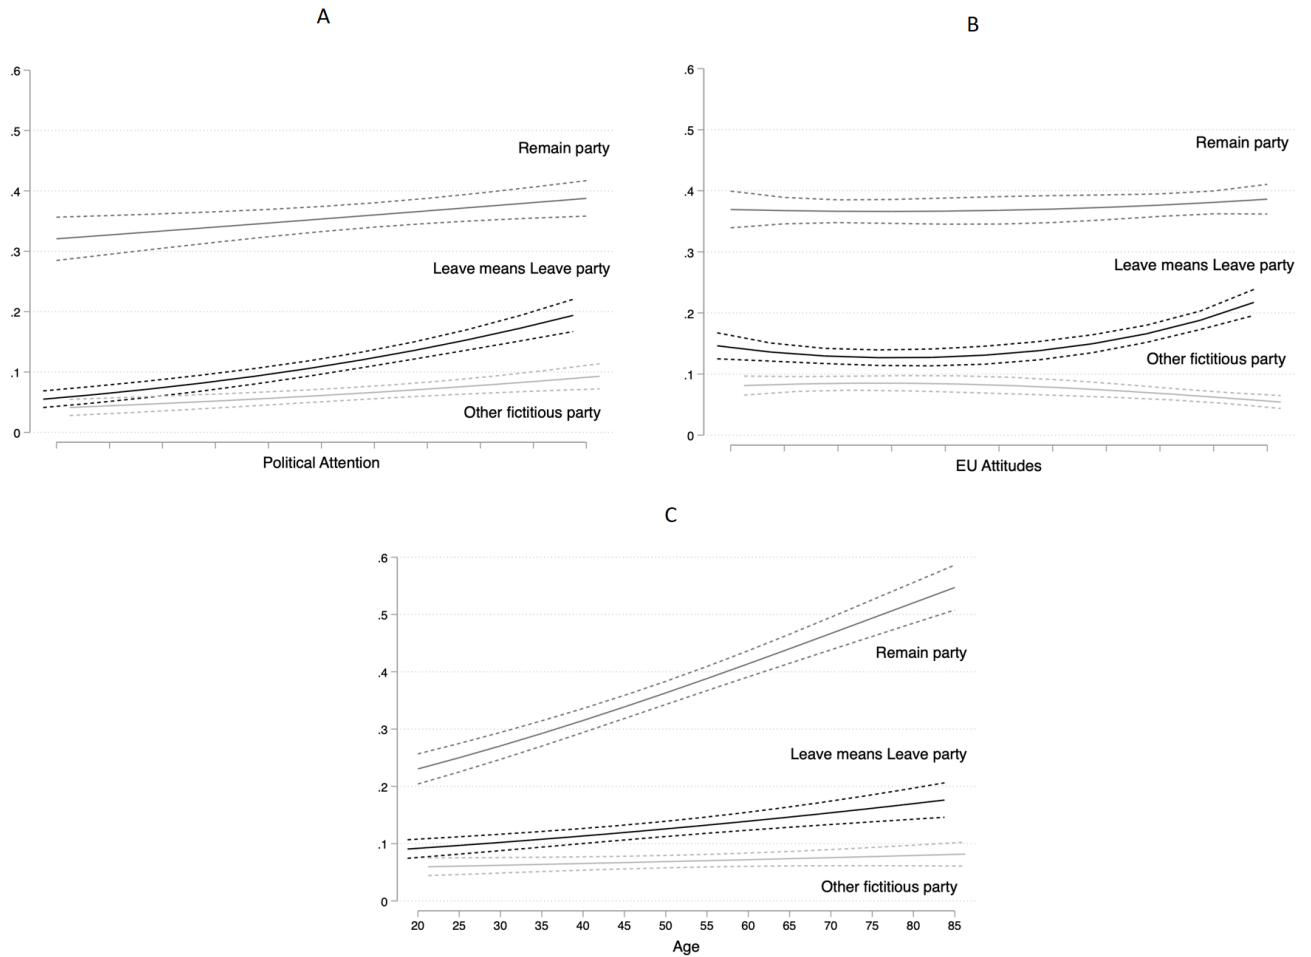 A
.6
.5
Remain party
.4
.3
Leave means Leave party
.2
.1
Other fictitious party
0
Political Attention
B
.6
.5
Remain party
.4
.3
Leave means Leave party
.2
Other fictitious party
.1
0
EU Attitudes
C
.6
.5
Remain party
.4
.3
Leave means Leave party
.2
.1
Other fictitious party
0
20 25 30 35 40 45 50 55 60 65 70 75 80 85
Age